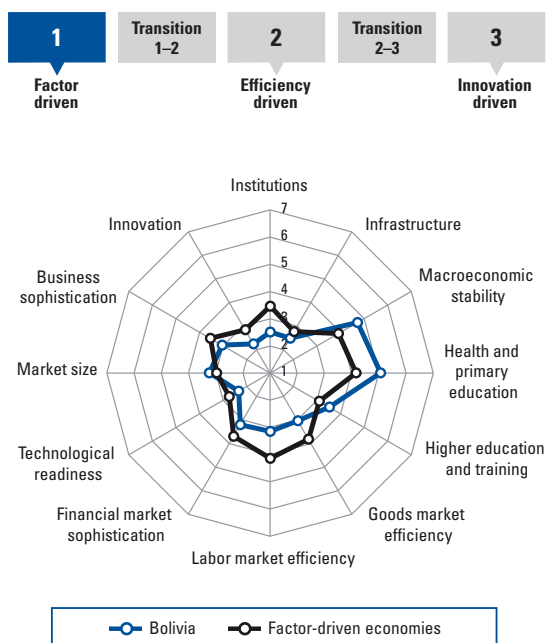 1
Transition
1–2
2
Transition
2–3
3
Factor
driven
Efficiency
driven
Innovation
driven
Institutions
7
Innovation
Infrastructure
6
5
Business
sophistication
Macroeconomic
stability
4
3
2
Market size
1
Health and
primary
education
Technological
readiness
Higher education
and training
Financial market
sophistication
Goods market
efficiency
Labor market efficiency
Bolivia
Factor-driven economies